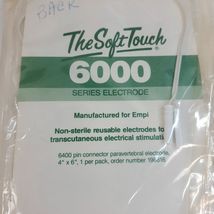 BACK
The Soft Touch®
6000
SERIES ELECTRODE
Manufactured for Empi
Non-sterile reusable electrodes fo
transcutaneous electrical stimulati
6400 pin connector paravertebral electrode
4" x 6", 1 per pack, order number